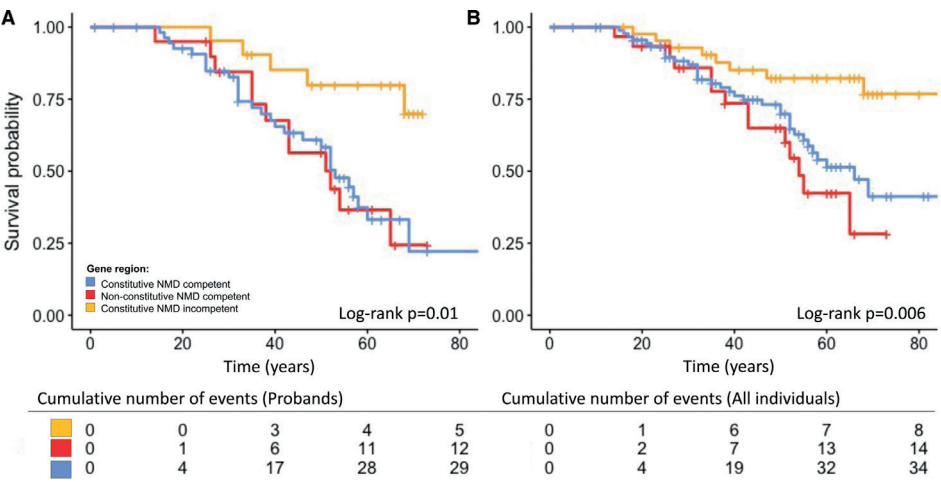 A
B
Survival probability
1.00
0.75
0.50
0.25
0.00
Gene region:
Constitutive NMD competent
Non-constitutive NMD competent
Constitutive NMD incompetent
Log-rank p=0.01
0 20 40 60 80
Time (years)
1.00
0.75
0.50
0.25
0.00
Log-rank p=0.006
0 20 40 60 80
Time (years)
Cumulative number of events (Probands)
0 0 3 4 5
0 1 6 11 12
0 4 17 28 29
Cumulative number of events (All individuals)
0 1 6 7 8
0 2 7 13 14
0 4 19 32 34